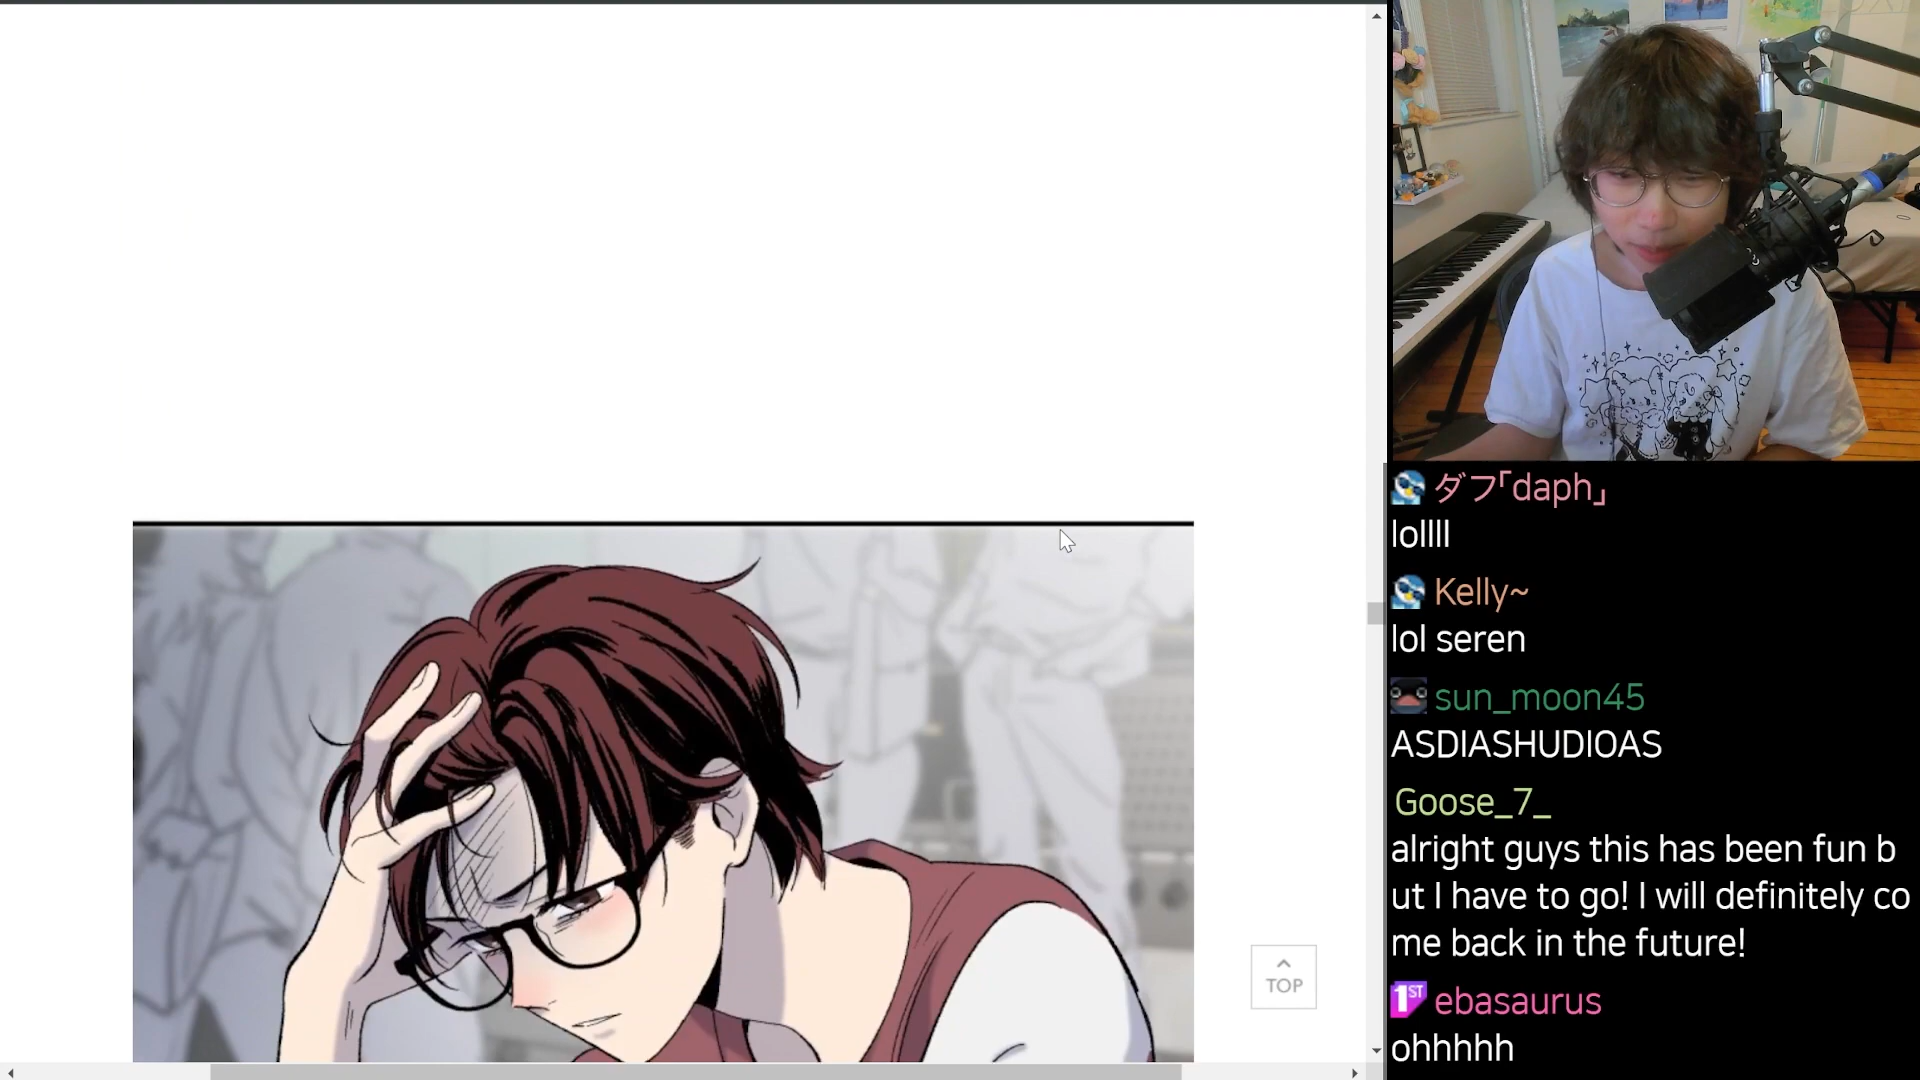 TOP
ダフ「daph」
lollll
Kelly~
lol seren
sun_moon45
ASDIASHUDIOAS
Goose_7_
alright guys this has been fun b
ut I have to go! I will definitely co
me back in the future!
1ST ebasaurus
ohhhhh